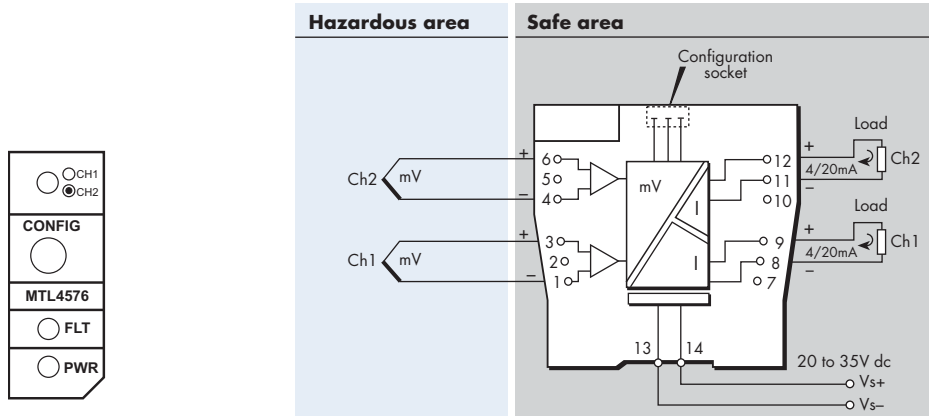 CH1
CH2
CONFIG
MTL4576
FLT
PWR
Hazardous area
Safe area
Configuration
socket
Load
+
6
12
+
Ch2
mV
5
mV
11
4/20mA
Ch2
–
4
I
10
–
Load
+
3
9
+
Ch1
mV
2
I
8
4/20mA
Ch1
–
1
7
–
13
14
20 to 35V dc
Vs+
Vs–